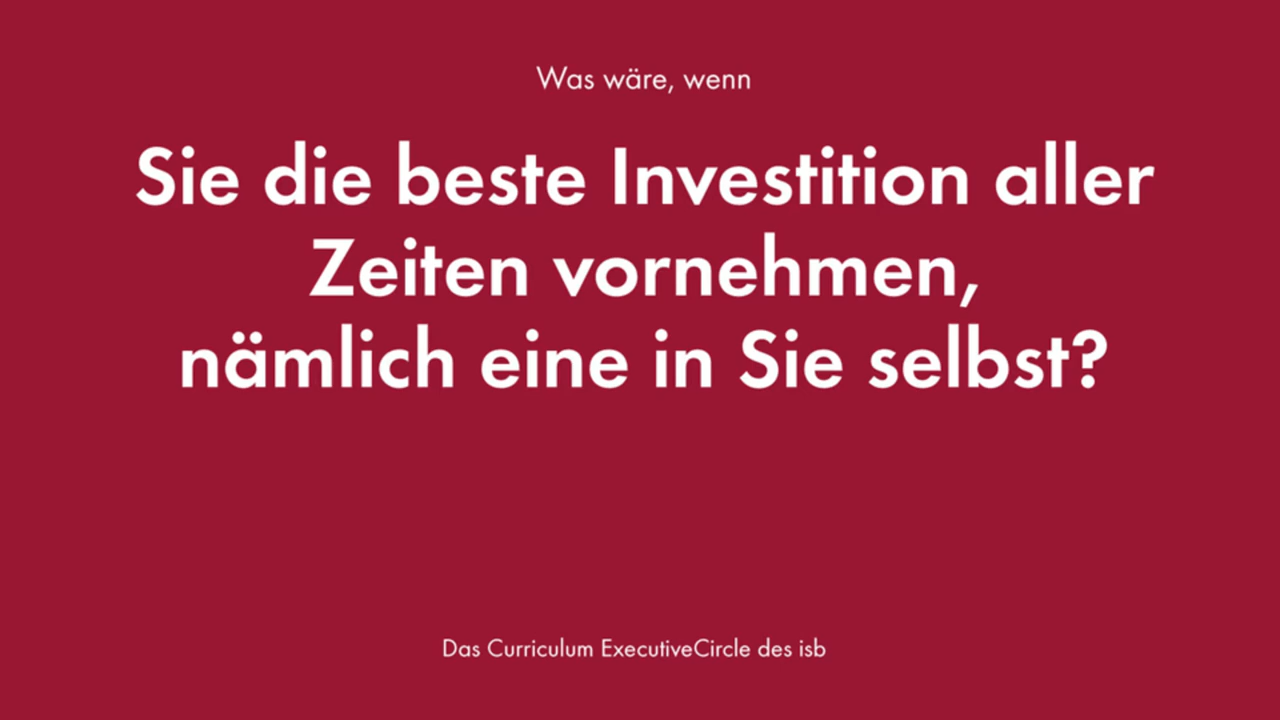 Was wäre, wenn
Sie die beste Investition aller
Zeiten vornehmen,
nämlich eine in Sie selbst?
Das Curriculum ExecutiveCircle des isb